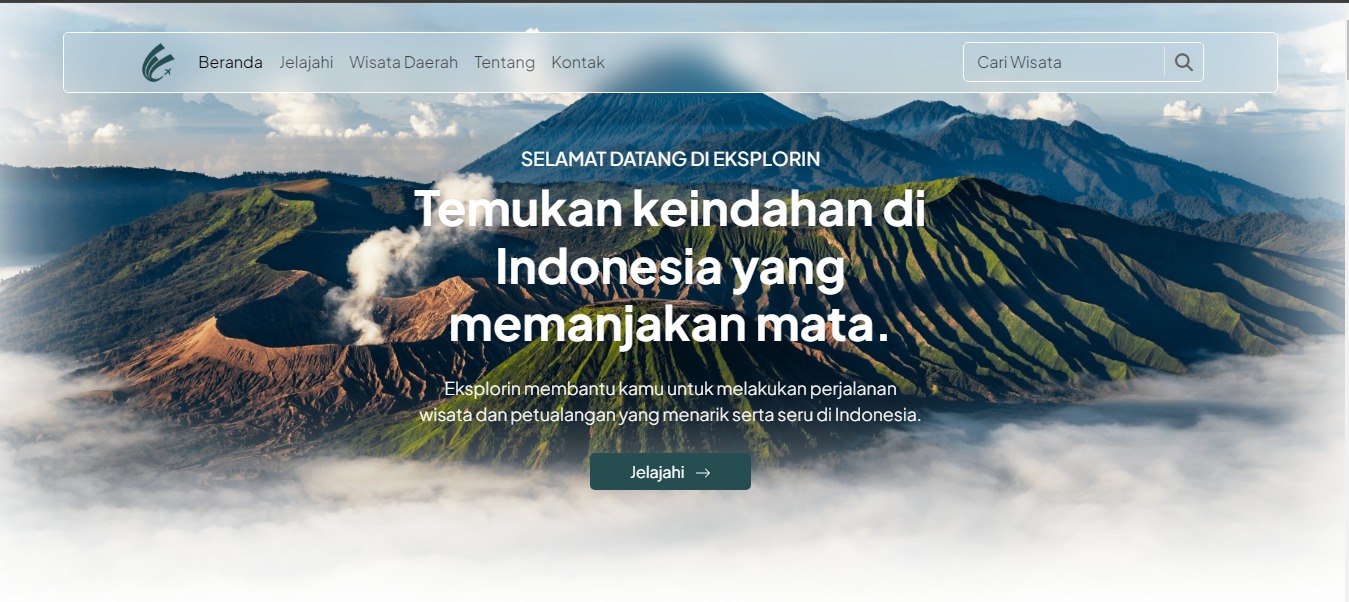 Beranda Jelajahi Wisata Daerah Tentang Kontak Cari Wisata
SELAMAT DATANG DI EKSPLORIN
Temukan keindahan di
Indonesia yang
memanjakan mata.
Eksplorin membantu kamu untuk melakukan perjalanan
wisata dan petualangan yang menarik serta seru di Indonesia.
Jelajahi →